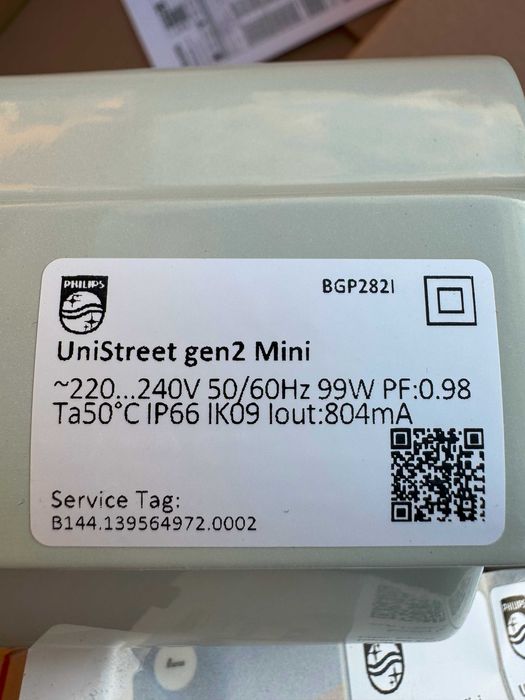 PHILIPS
BGP282I
UniStreet gen2 Mini
~220...240V 50/60Hz 99W PF:0.98
Ta50°C IP66 IK09 Iout:804mA
Service Tag:
B144.139564972.0002
PHILIPS